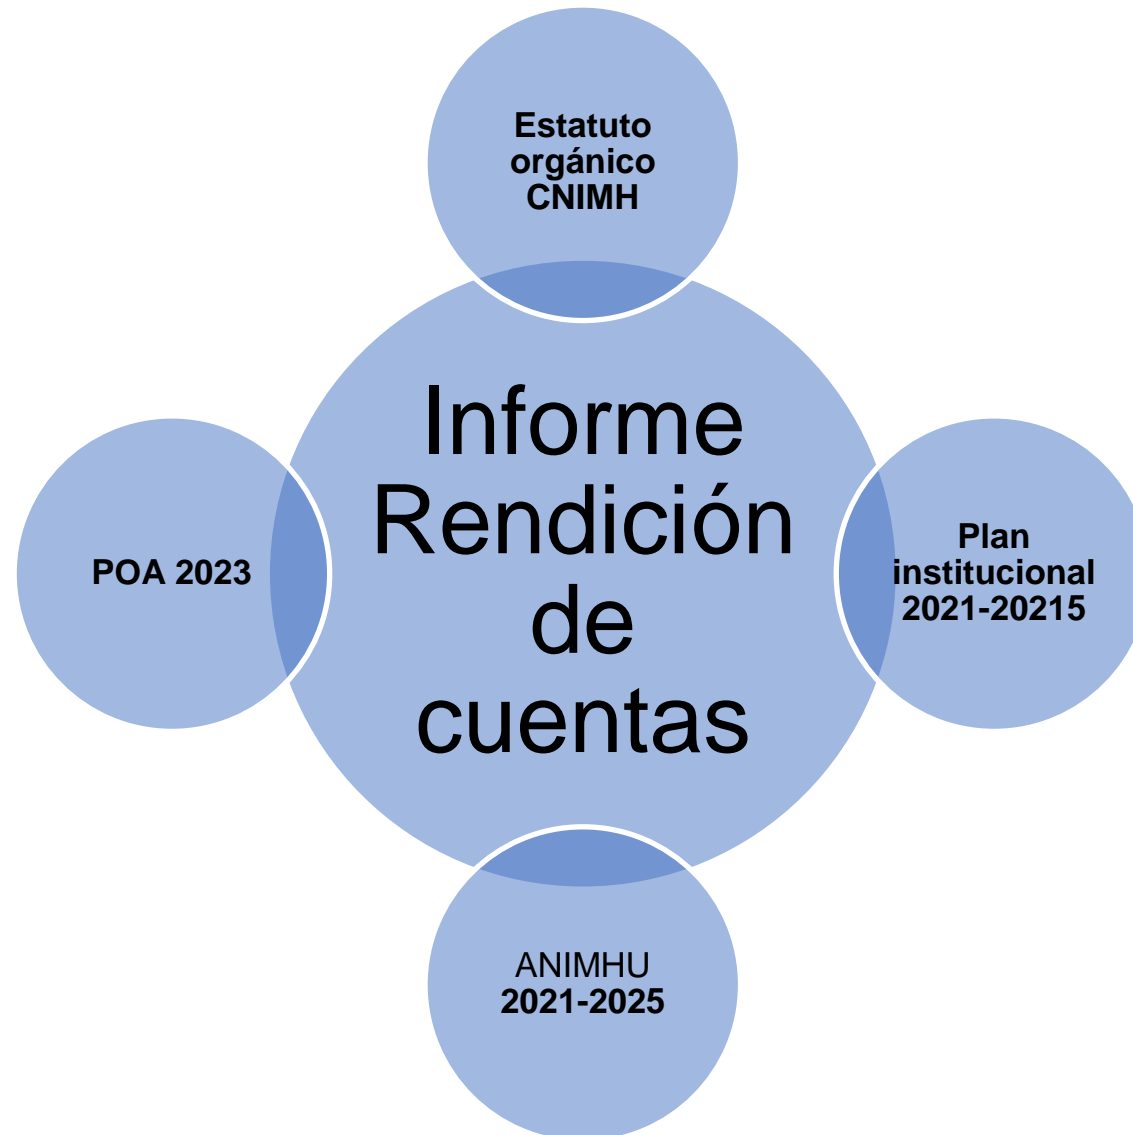 Estatuto
orgánico
CNIMH
Informe
Rendición
de
cuentas
POA 2023
Plan
institucional
2021-20215
ANIMHU
2021-2025